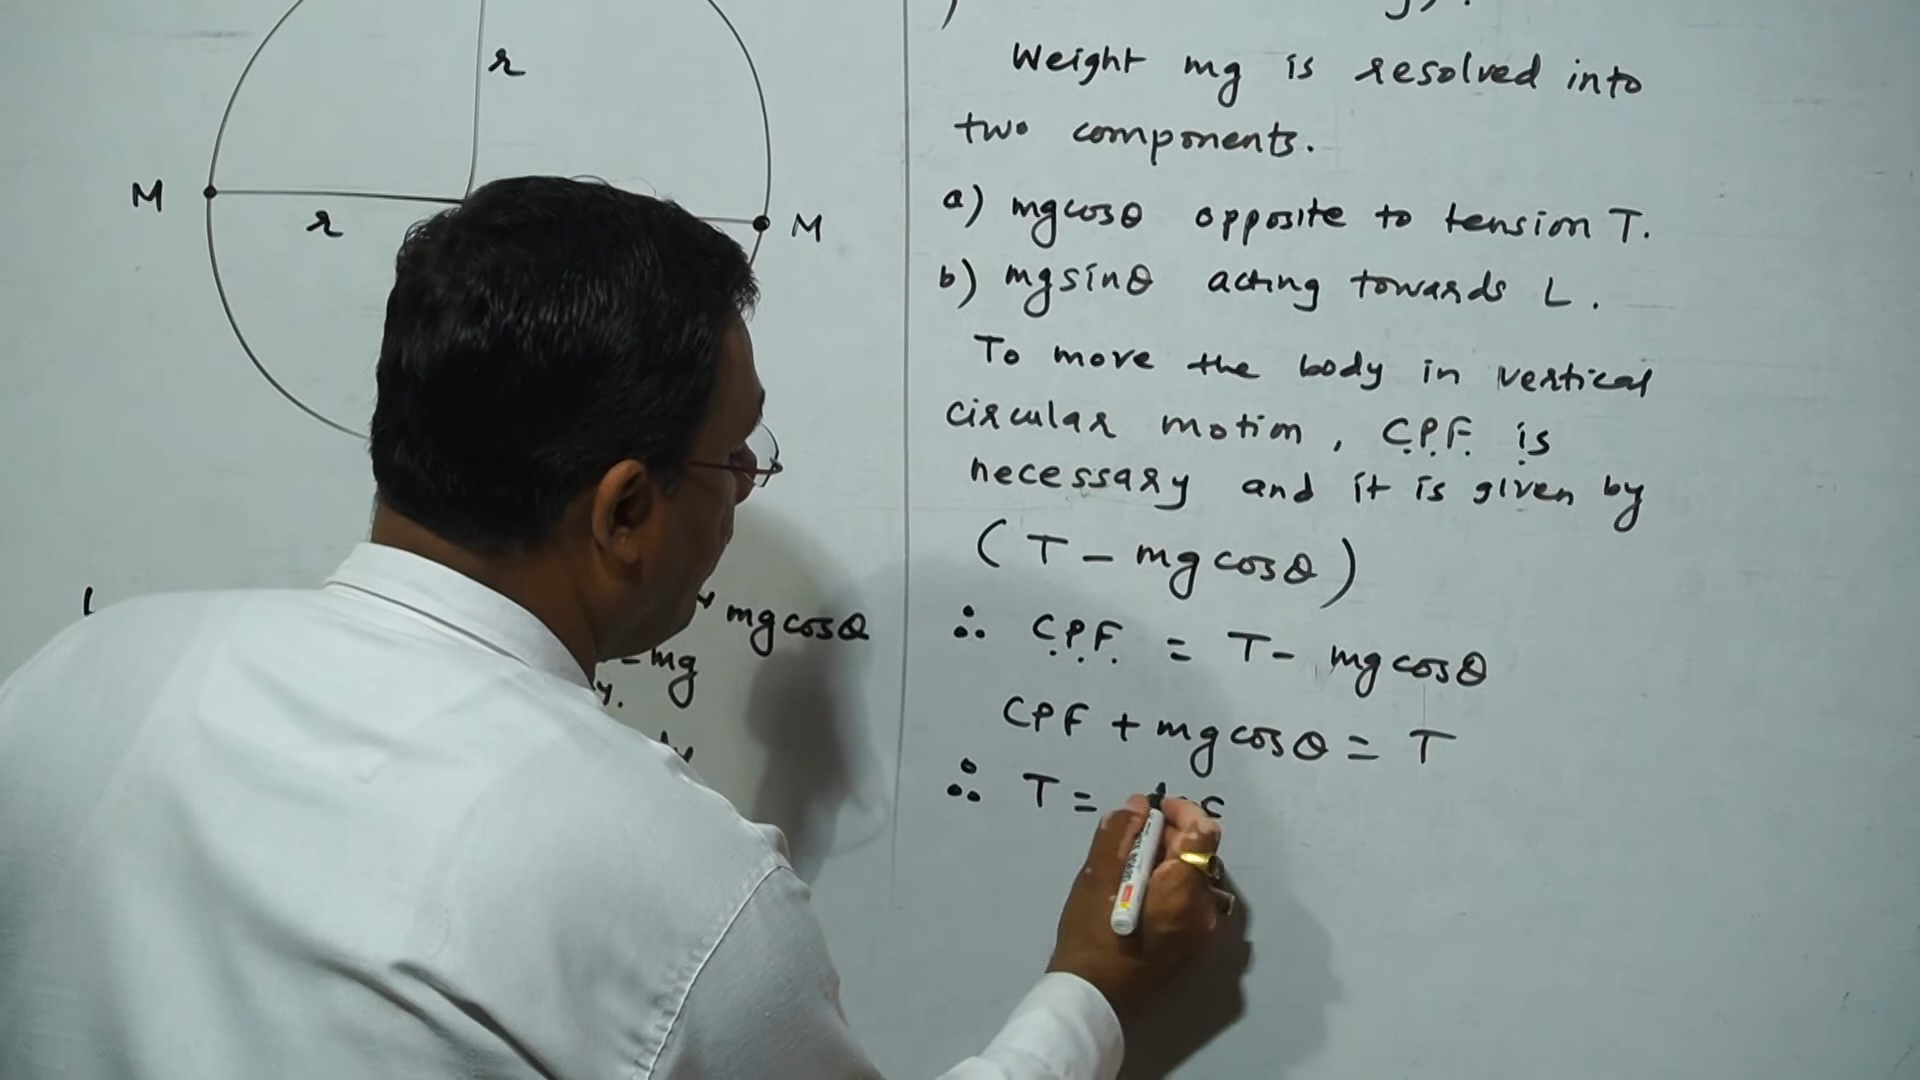 r
M
r
M
mgcosθ
-mg
y.
Weight mg is resolved into
two components.
a) mgcosθ opposite to tension T.
b) mgsinθ acting towards L.
To move the body in vertical
circular motion, C.P.F. is
necessary and it is given by
(T - mgcosθ)
∴ C.P.F. = T - mgcosθ
CPF + mgcosθ = T
∴ T =